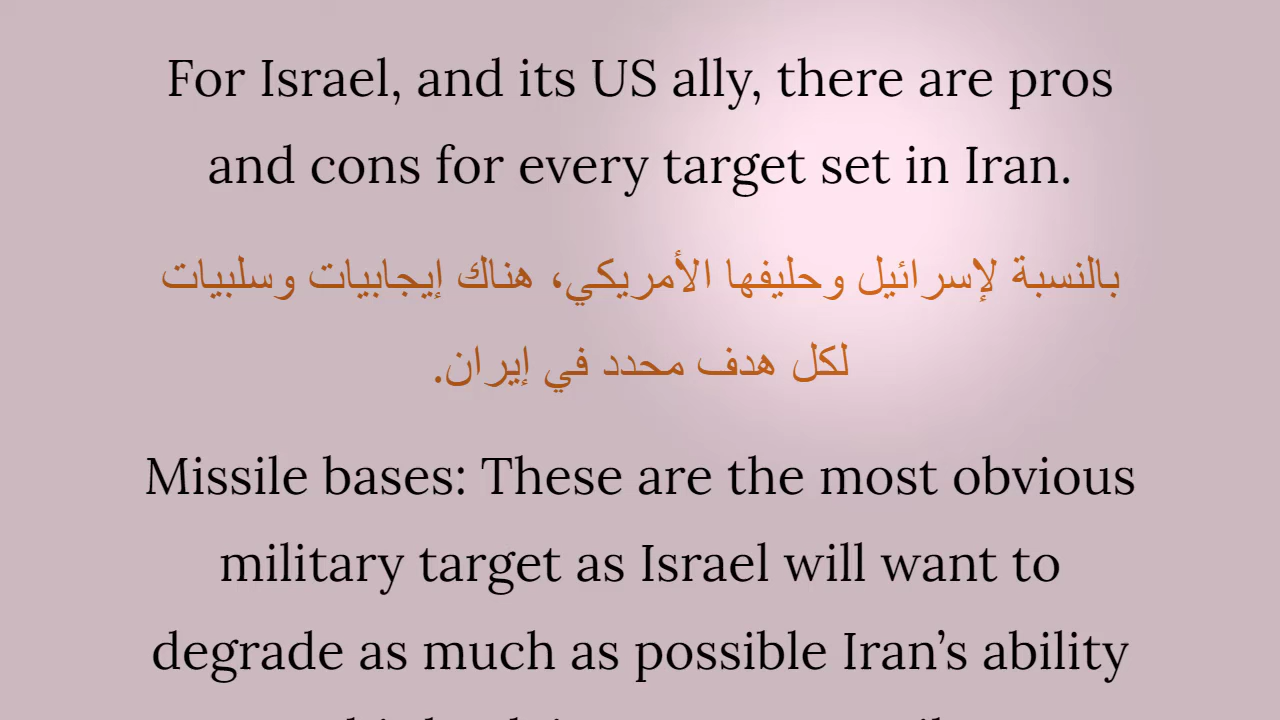 For Israel, and its US ally, there are pros
and cons for every target set in Iran.
بالنسبة لإسرائيل وحليفها الأمريكي، هناك إيجابيات وسلبيات
لكل هدف محدد في إيران.
Missile bases: These are the most obvious
military target as Israel will want to
degrade as much as possible Iran’s ability